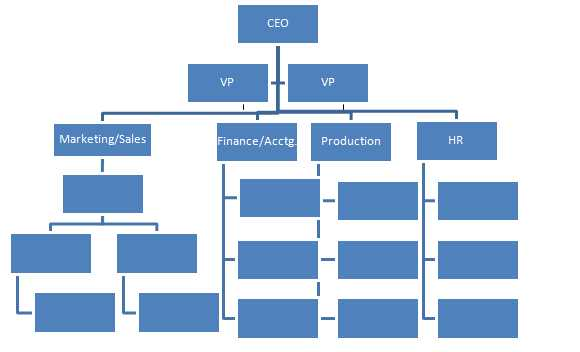 CEO
VP
VP
Marketing/Sales
Finance/Acctg.
Production
HR